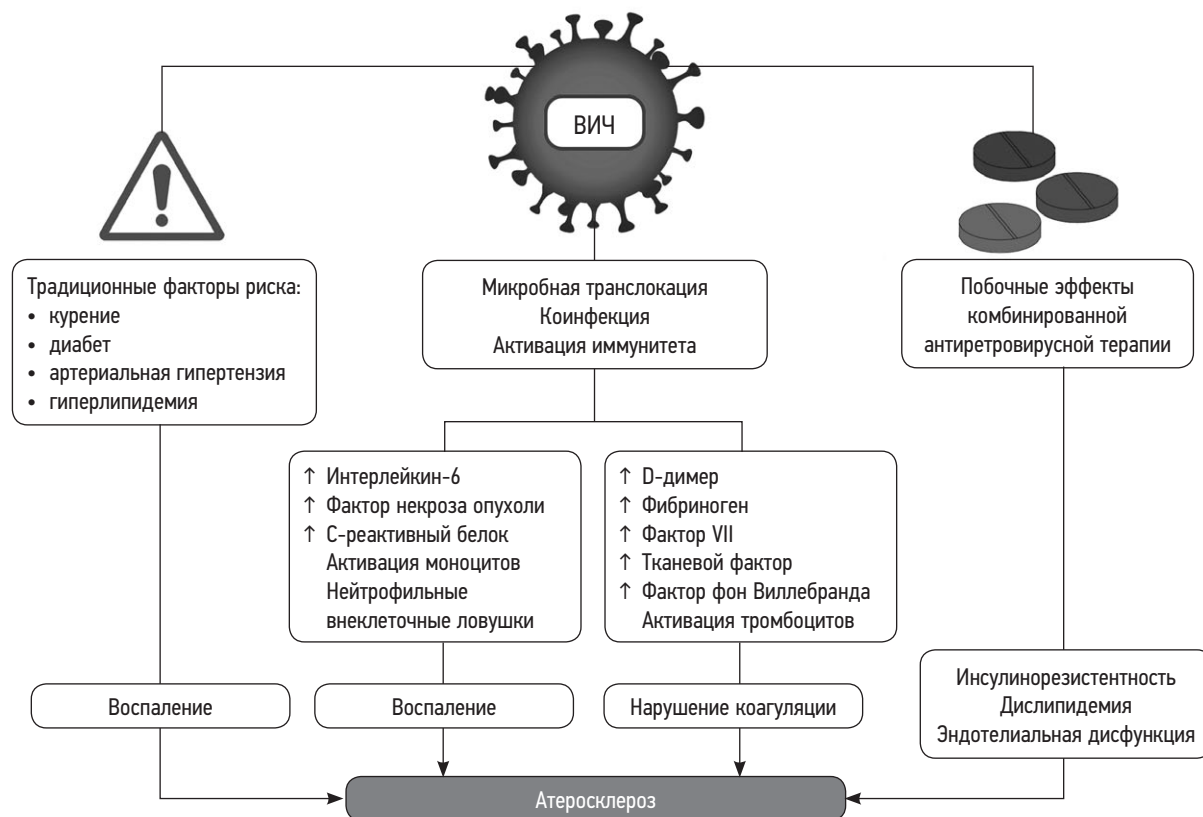 ВИЧ
Традиционные факторы риска:
• курение
• диабет
• артериальная гипертензия
• гиперлипидемия
Микробная транслокация
Коинфекция
Активация иммунитета
Побочные эффекты
комбинированной
антиретровирусной терапии
↑ Интерлейкин-6
↑ Фактор некроза опухоли
↑ С-реактивный белок
Активация моноцитов
Нейтрофильные
внеклеточные ловушки
↑ D-димер
↑ Фибриноген
↑ Фактор VII
↑ Тканевой фактор
↑ Фактор фон Виллебранда
Активация тромбоцитов
Воспаление
Воспаление
Нарушение коагуляции
Инсулинорезистентность
Дислипидемия
Эндотелиальная дисфункция
Атеросклероз